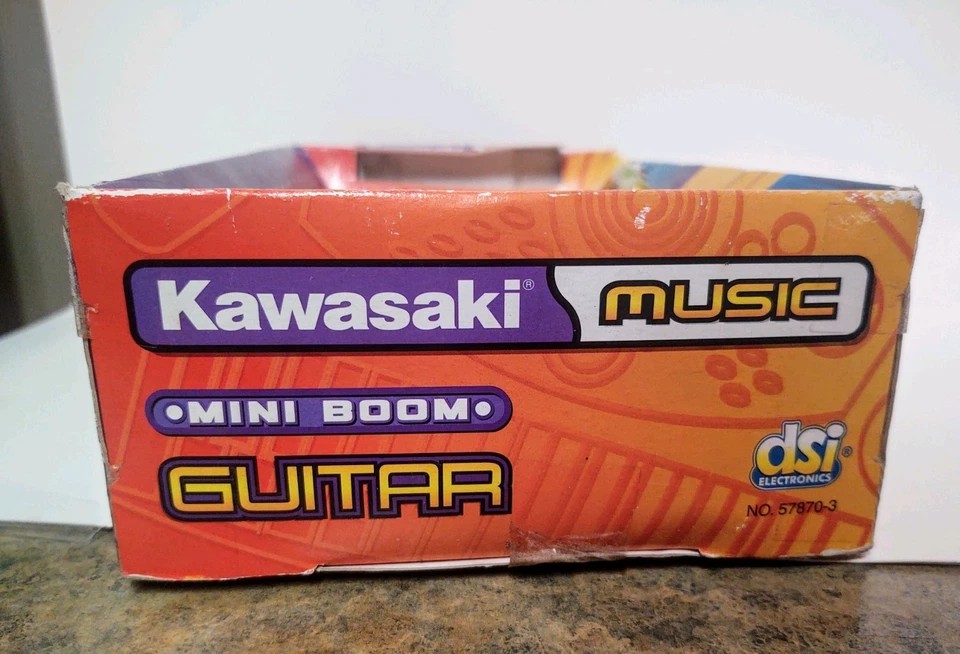 Kawasaki® MUSIC
•MINI BOOM•
GUITAR
dsi®
ELECTRONICS
NO. 57870-3